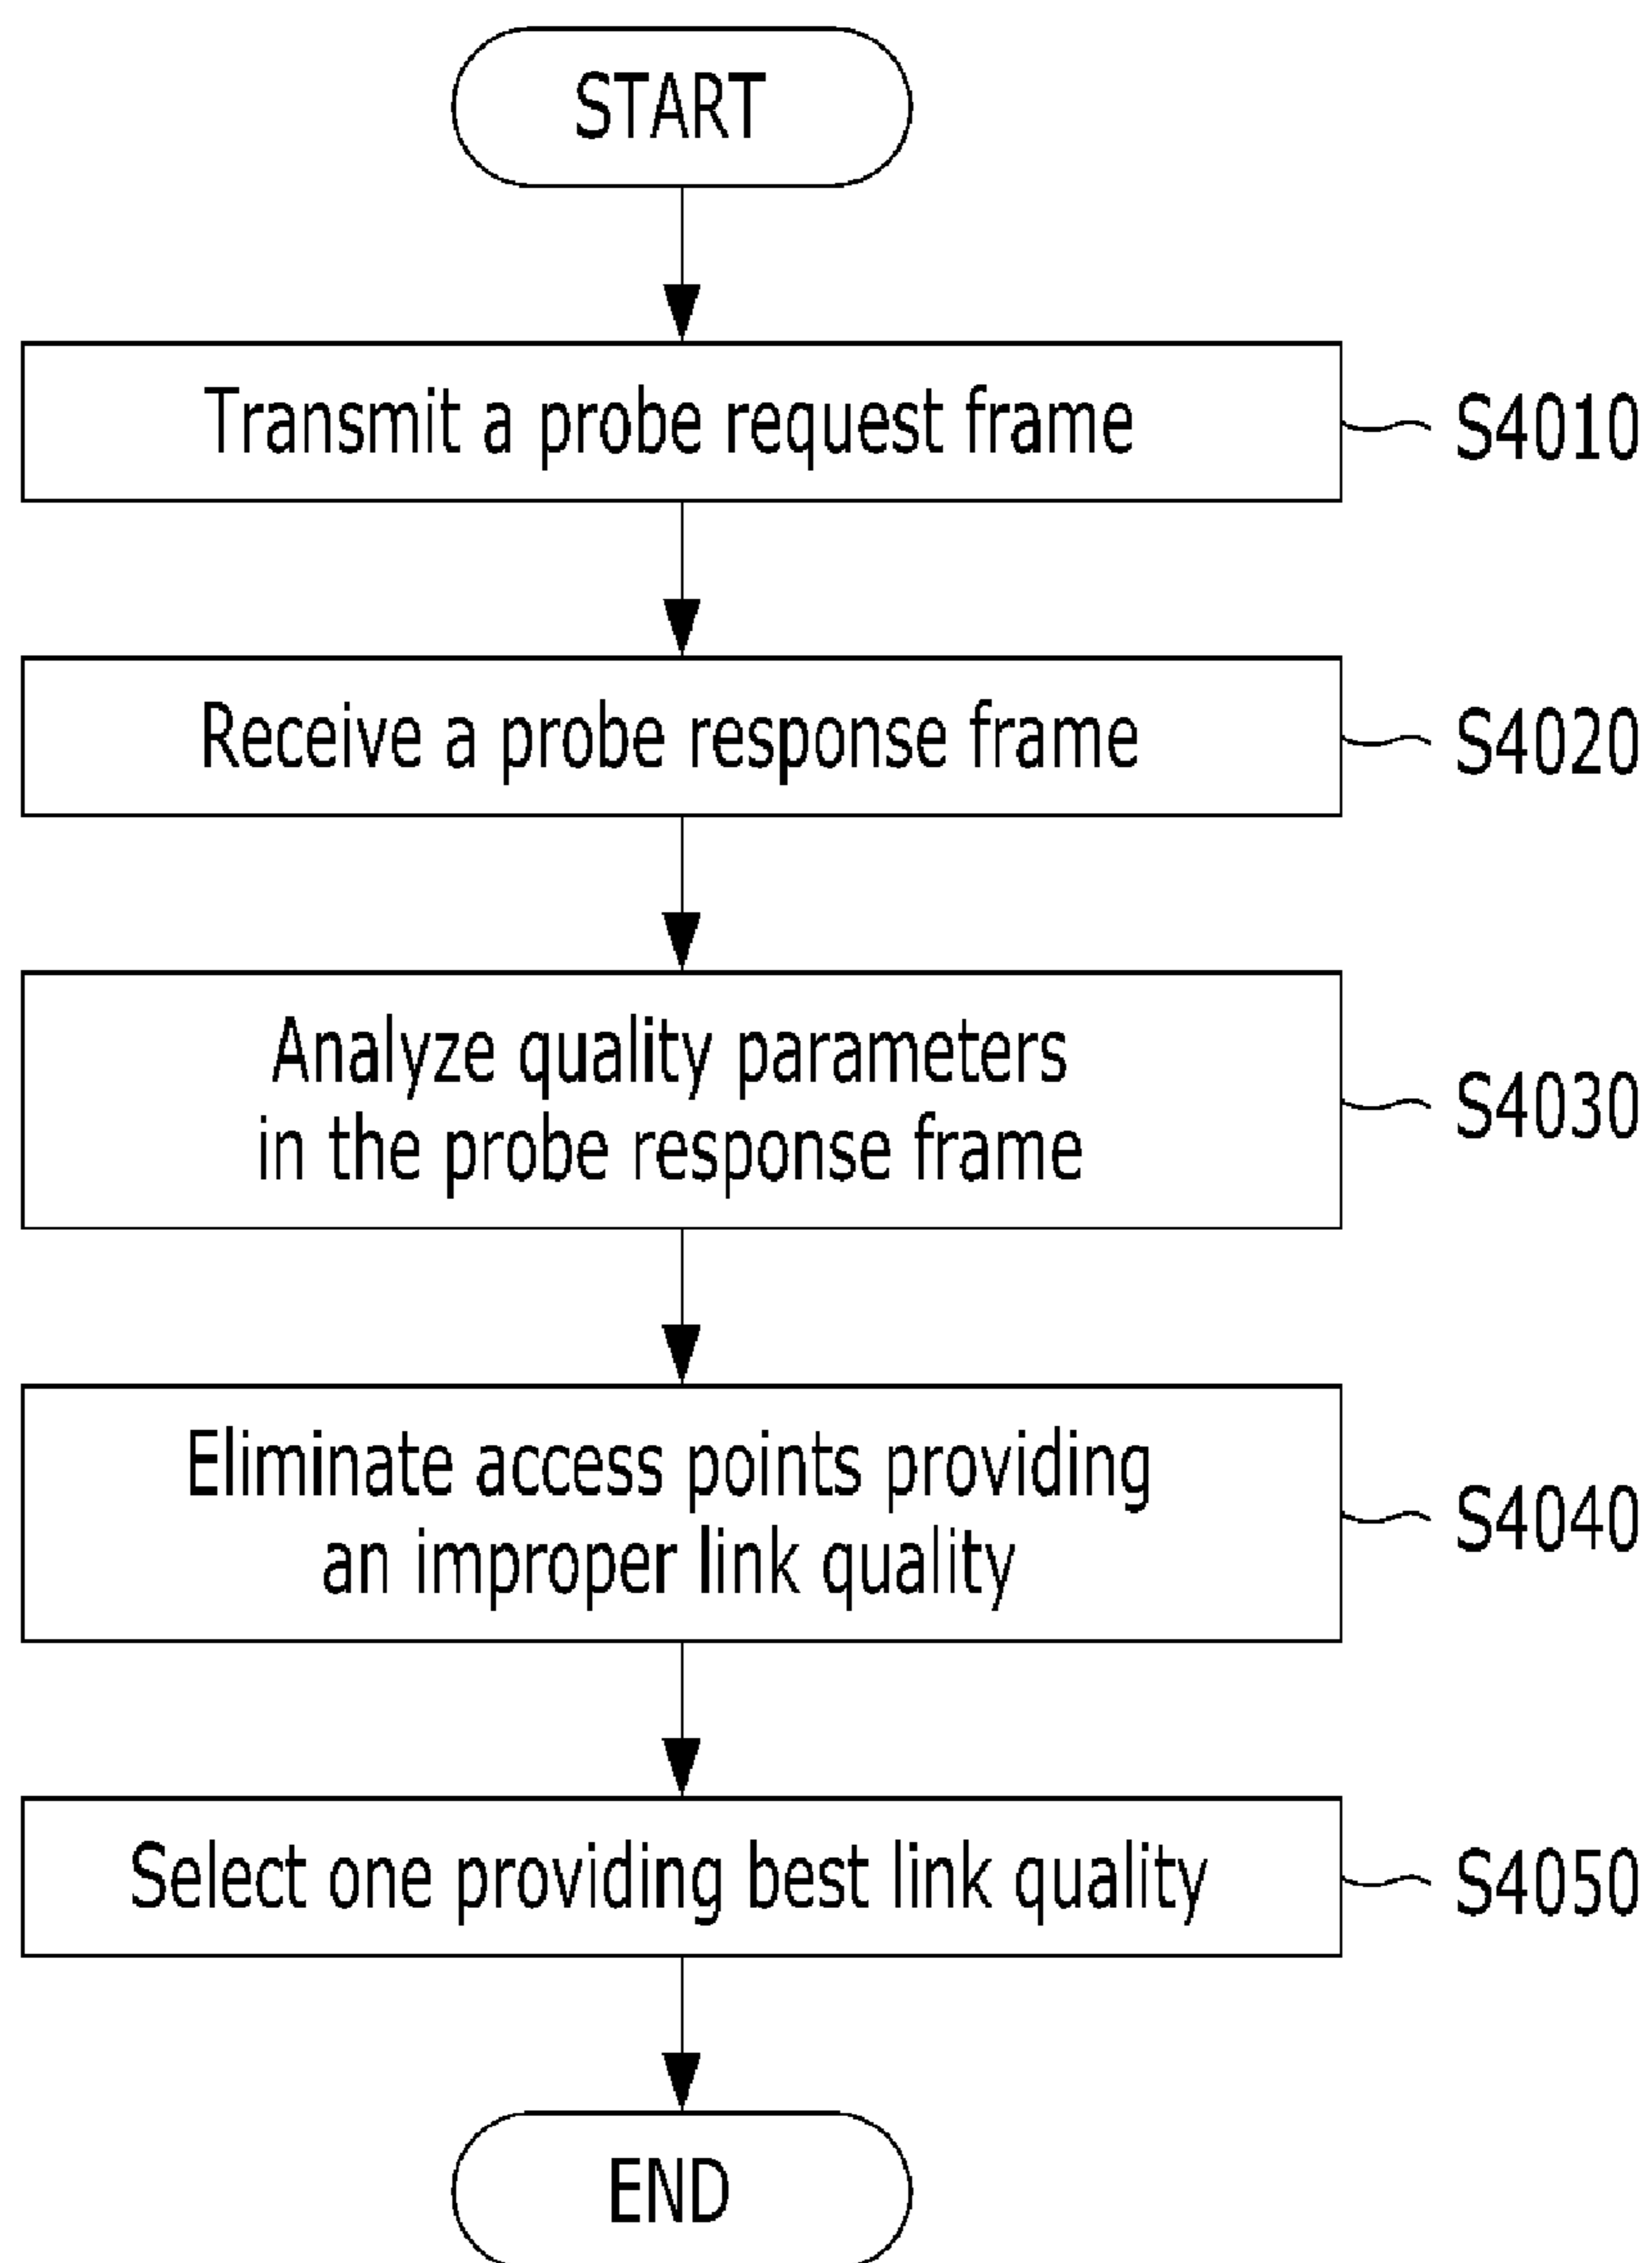 START
Transmit a probe request frame
S4010
Receive a probe response frame
S4020
Analyze quality parameters
in the probe response frame
S4030
Eliminate access points providing
an improper link quality
S4040
Select one providing best link quality
S4050
END